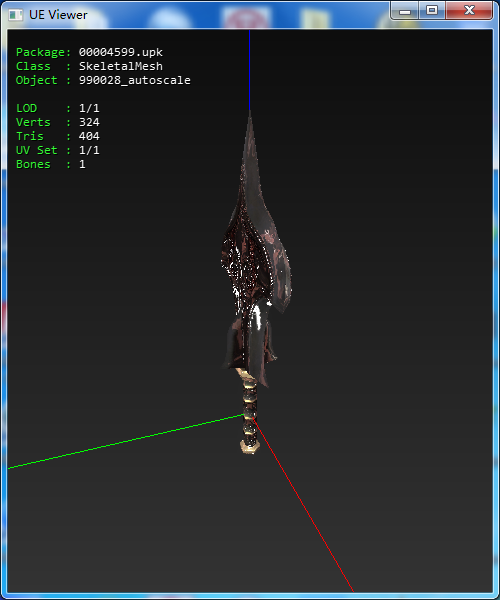 UE Viewer
Package: 00004599.upk
Class : SkeletalMesh
Object : 990028_autoscale
LOD : 1/1
Verts : 324
Tris : 404
UV Set : 1/1
Bones : 1